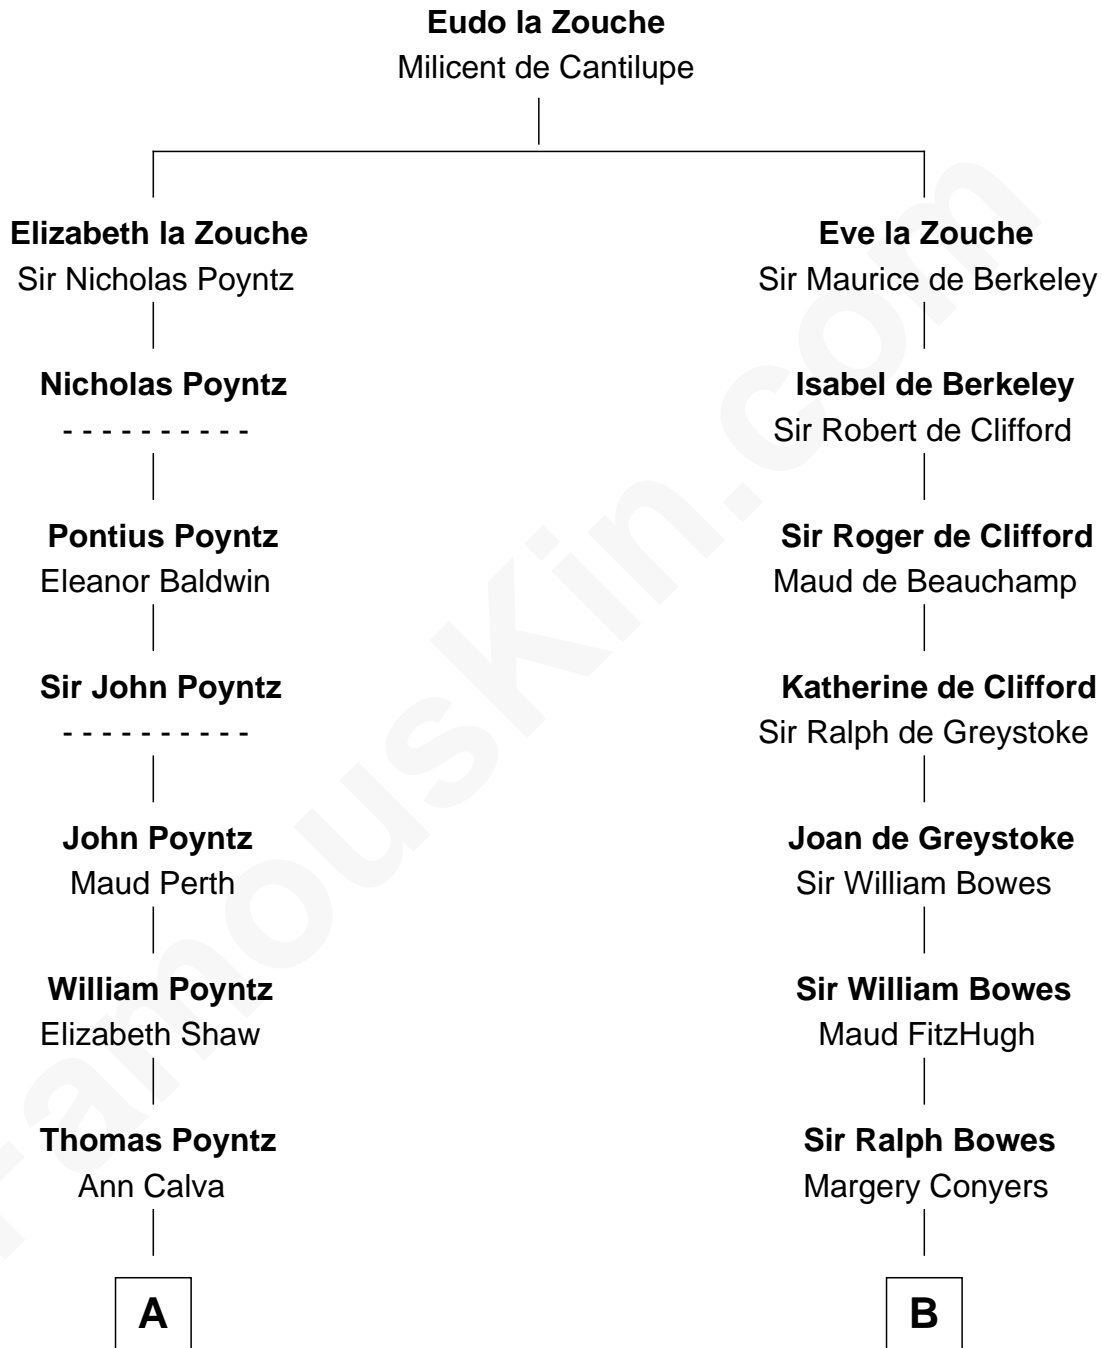 Eudo la Zouche
Milicent de Cantilupe
Elizabeth la Zouche
Sir Nicholas Poyntz
Eve la Zouche
Sir Maurice de Berkeley
Nicholas Poyntz
- - - - - - - - - -
Isabel de Berkeley
Sir Robert de Clifford
Pontius Poyntz
Eleanor Baldwin
Sir Roger de Clifford
Maud de Beauchamp
Sir John Poyntz
- - - - - - - - - -
Katherine de Clifford
Sir Ralph de Greystoke
John Poyntz
Maud Perth
Joan de Greystoke
Sir William Bowes
William Poyntz
Elizabeth Shaw
Sir William Bowes
Maud FitzHugh
Thomas Poyntz
Ann Calva
Sir Ralph Bowes
Margery Conyers
A
B
FamousKin.com